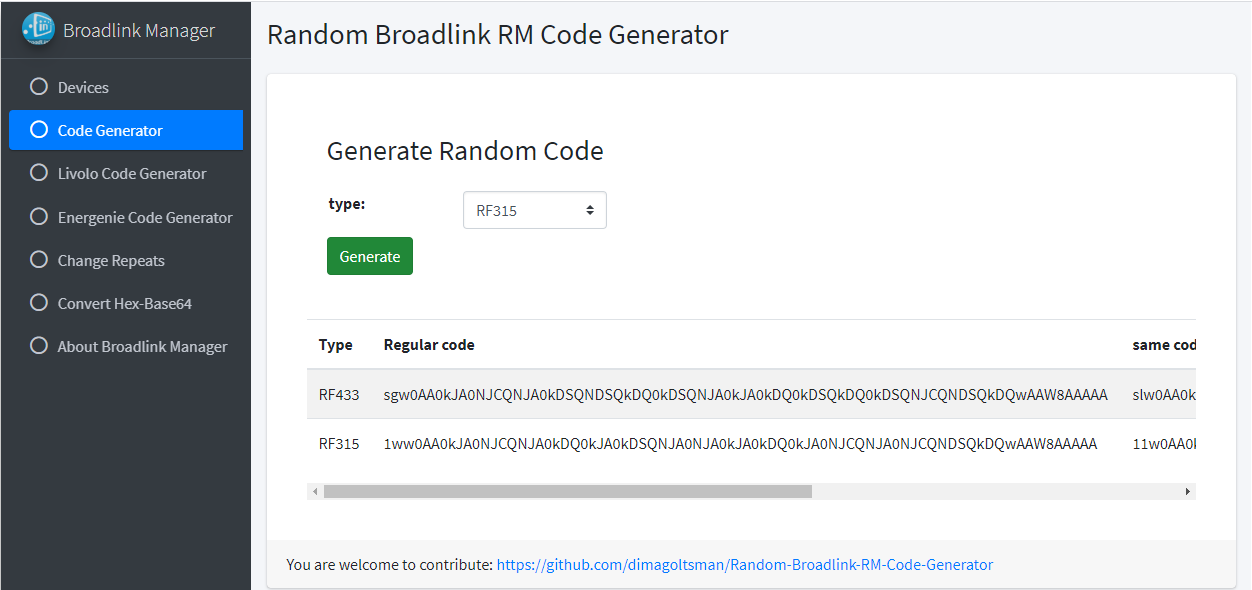 Broadlink Manager
Random Broadlink RM Code Generator
Devices
Code Generator
Livolo Code Generator
Energenie Code Generator
Change Repeats
Convert Hex-Base64
About Broadlink Manager
Generate Random Code
type:
RF315
Generate
Type Regular code same cod
RF433 sgw0AA0kJA0NJCQNJA0kDSQNDSQkDQ0kDSQNJA0kJA0kDQ0kDSQkDQ0kDSQNJCQNDSQkDQwAAW8AAAAA slw0AA0k
RF315 1ww0AA0kJA0NJCQNJA0kDQ0kJA0kDSQNJA0NJA0kJA0kDQ0kJA0NJCQNJA0NJCQNDSQkDQwAAW8AAAAA 11w0AA0k
You are welcome to contribute: https://github.com/dimagoltsman/Random-Broadlink-RM-Code-Generator